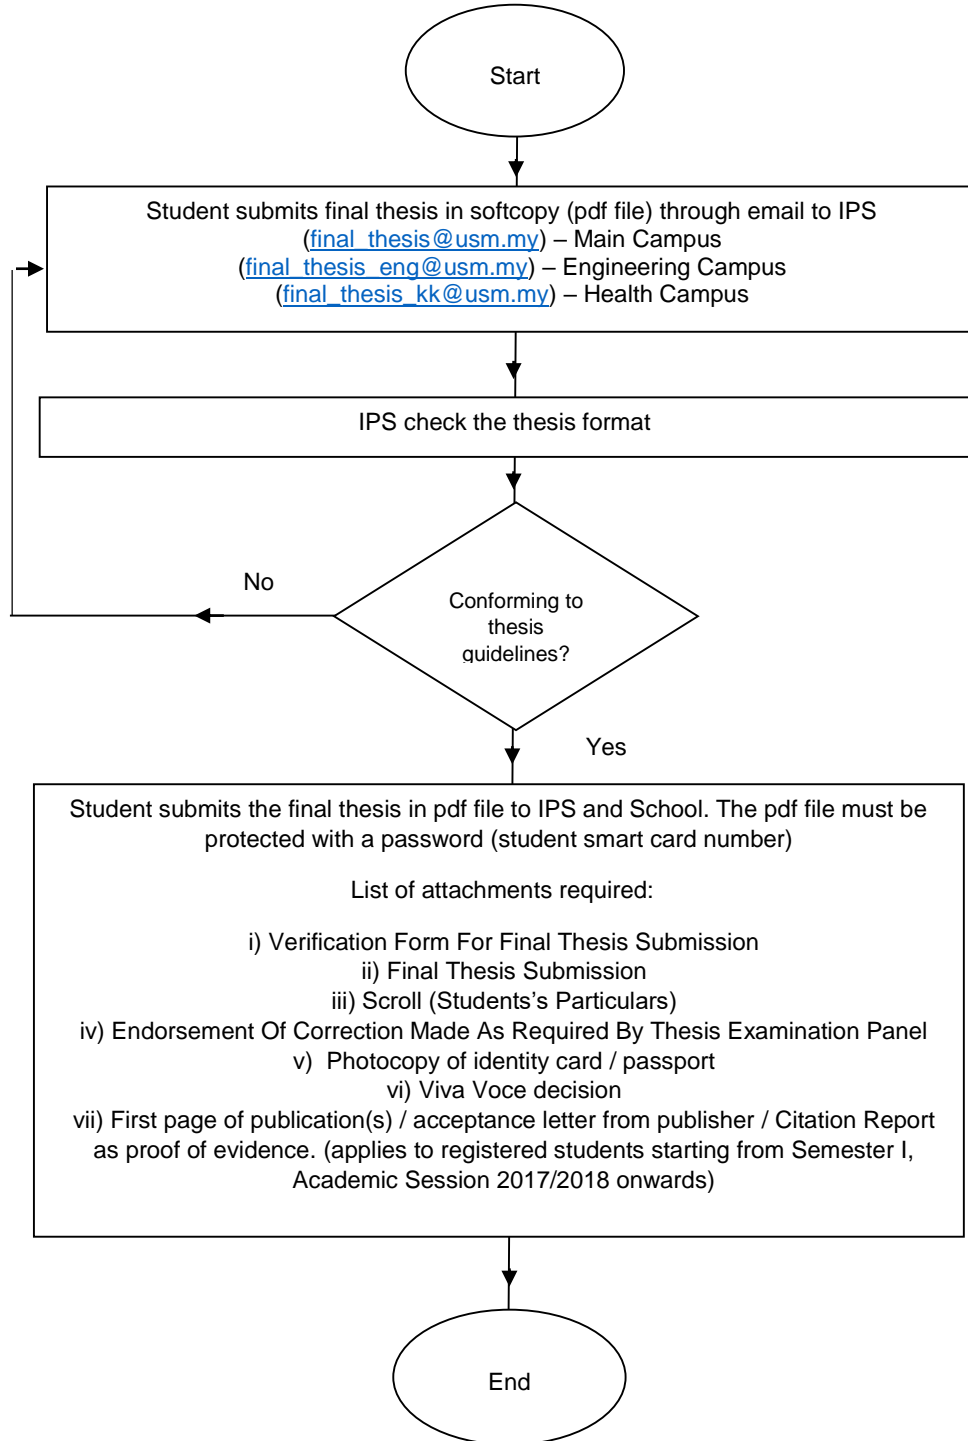 Start
Student submits final thesis in softcopy (pdf file) through email to IPS
(final_thesis@usm.my) – Main Campus
(final_thesis_eng@usm.my) – Engineering Campus
(final_thesis_kk@usm.my) – Health Campus
IPS check the thesis format
No
Conforming to
thesis
guidelines?
Yes
Student submits the final thesis in pdf file to IPS and School. The pdf file must be
protected with a password (student smart card number)
List of attachments required:
i) Verification Form For Final Thesis Submission
ii) Final Thesis Submission
iii) Scroll (Students's Particulars)
iv) Endorsement Of Correction Made As Required By Thesis Examination Panel
v) Photocopy of identity card / passport
vi) Viva Voce decision
vii) First page of publication(s) / acceptance letter from publisher / Citation Report
as proof of evidence. (applies to registered students starting from Semester I,
Academic Session 2017/2018 onwards)
End